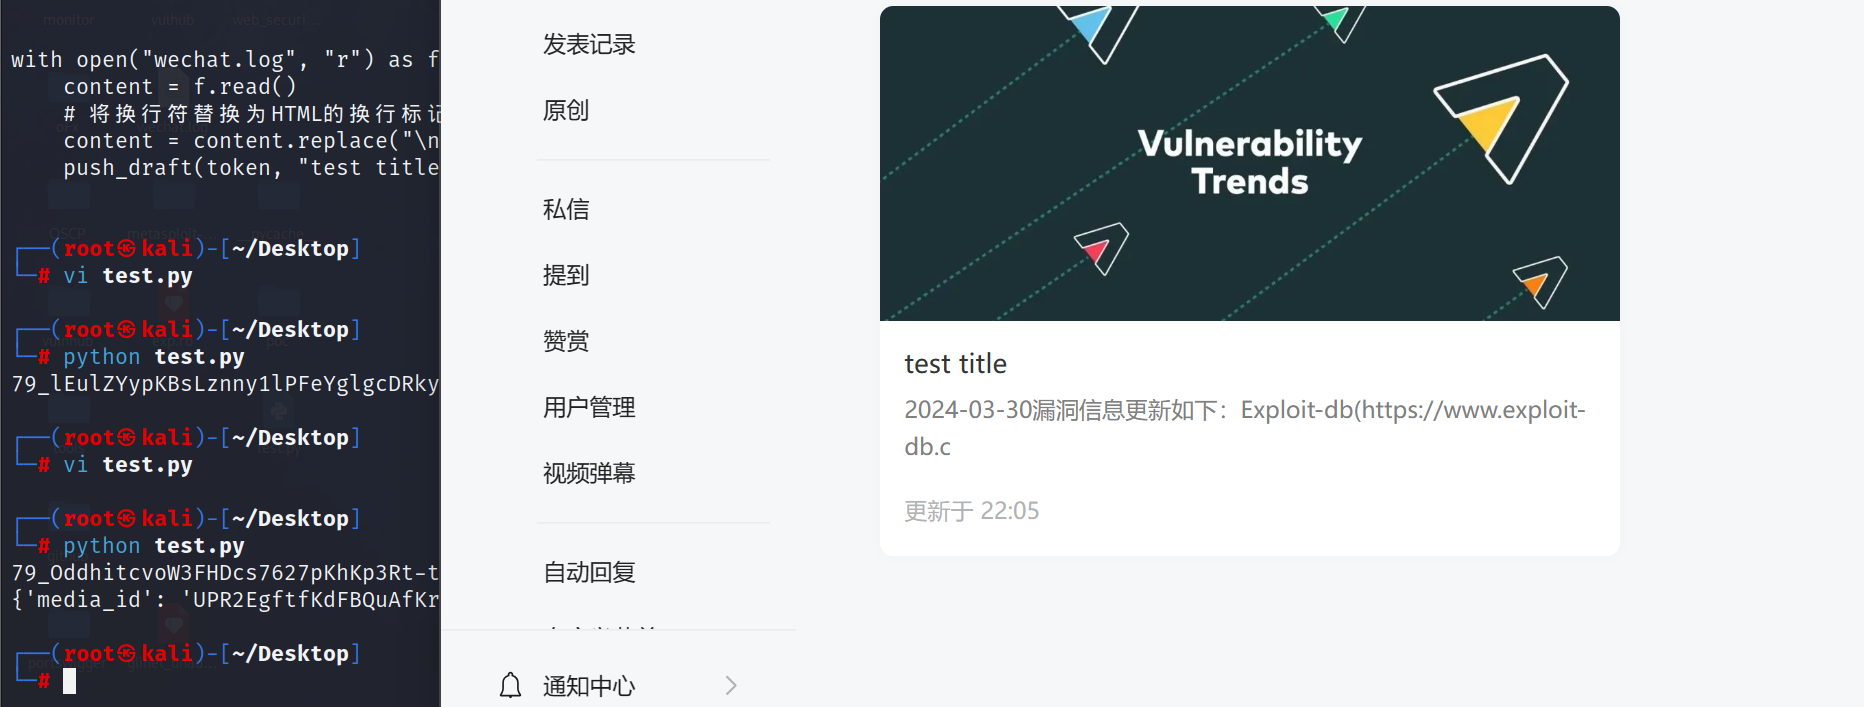 monitor
vulhub
with open("wechat.log", "r") as f
content = f.read()
# 将换行符替换为HTML的换行标记
content = content.replace("\n
push_draft(token, "test title
OSCP
┌──(root㉿kali)-[~/Desktop]
└─# vi test.py
┌──(root㉿kali)-[~/Desktop]
└─# python test.py
79_lEulZYypKBsLznny1lPFeYglgcDRky
┌──(root㉿kali)-[~/Desktop]
└─# vi test.py
┌──(root㉿kali)-[~/Desktop]
└─# python test.py
79_OddhitcvoW3FHDcs7627pKhKp3Rt-t
{'media_id': 'UPR2EgftfKdFBQuAfKr
┌──(root㉿kali)-[~/Desktop]
└─#
发表记录
原创
私信
提到
赞赏
用户管理
视频弹幕
自动回复
通知中心
Vulnerability
Trends
test title
2024-03-30漏洞信息更新如下：Exploit-db(https://www.exploit-
db.c
更新于 22:05